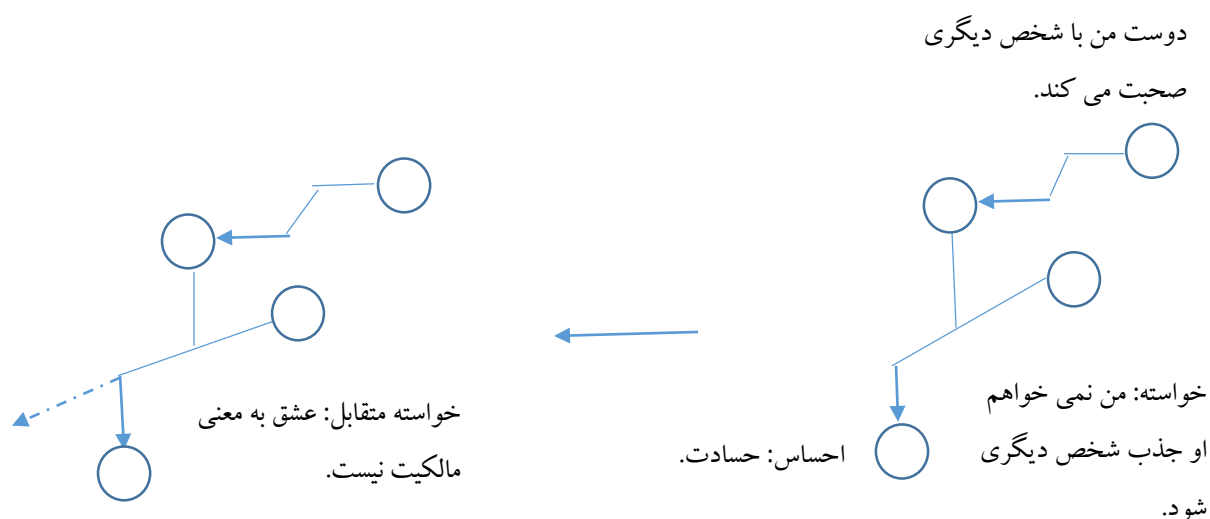 دوست من با شخص دیگری
صحبت می کند.
خواسته: من نمی خواهم
او جذب شخص دیگری
شود.
احساس: حسادت.
خواسته متقابل: عشق به معنی
مالکیت نیست.